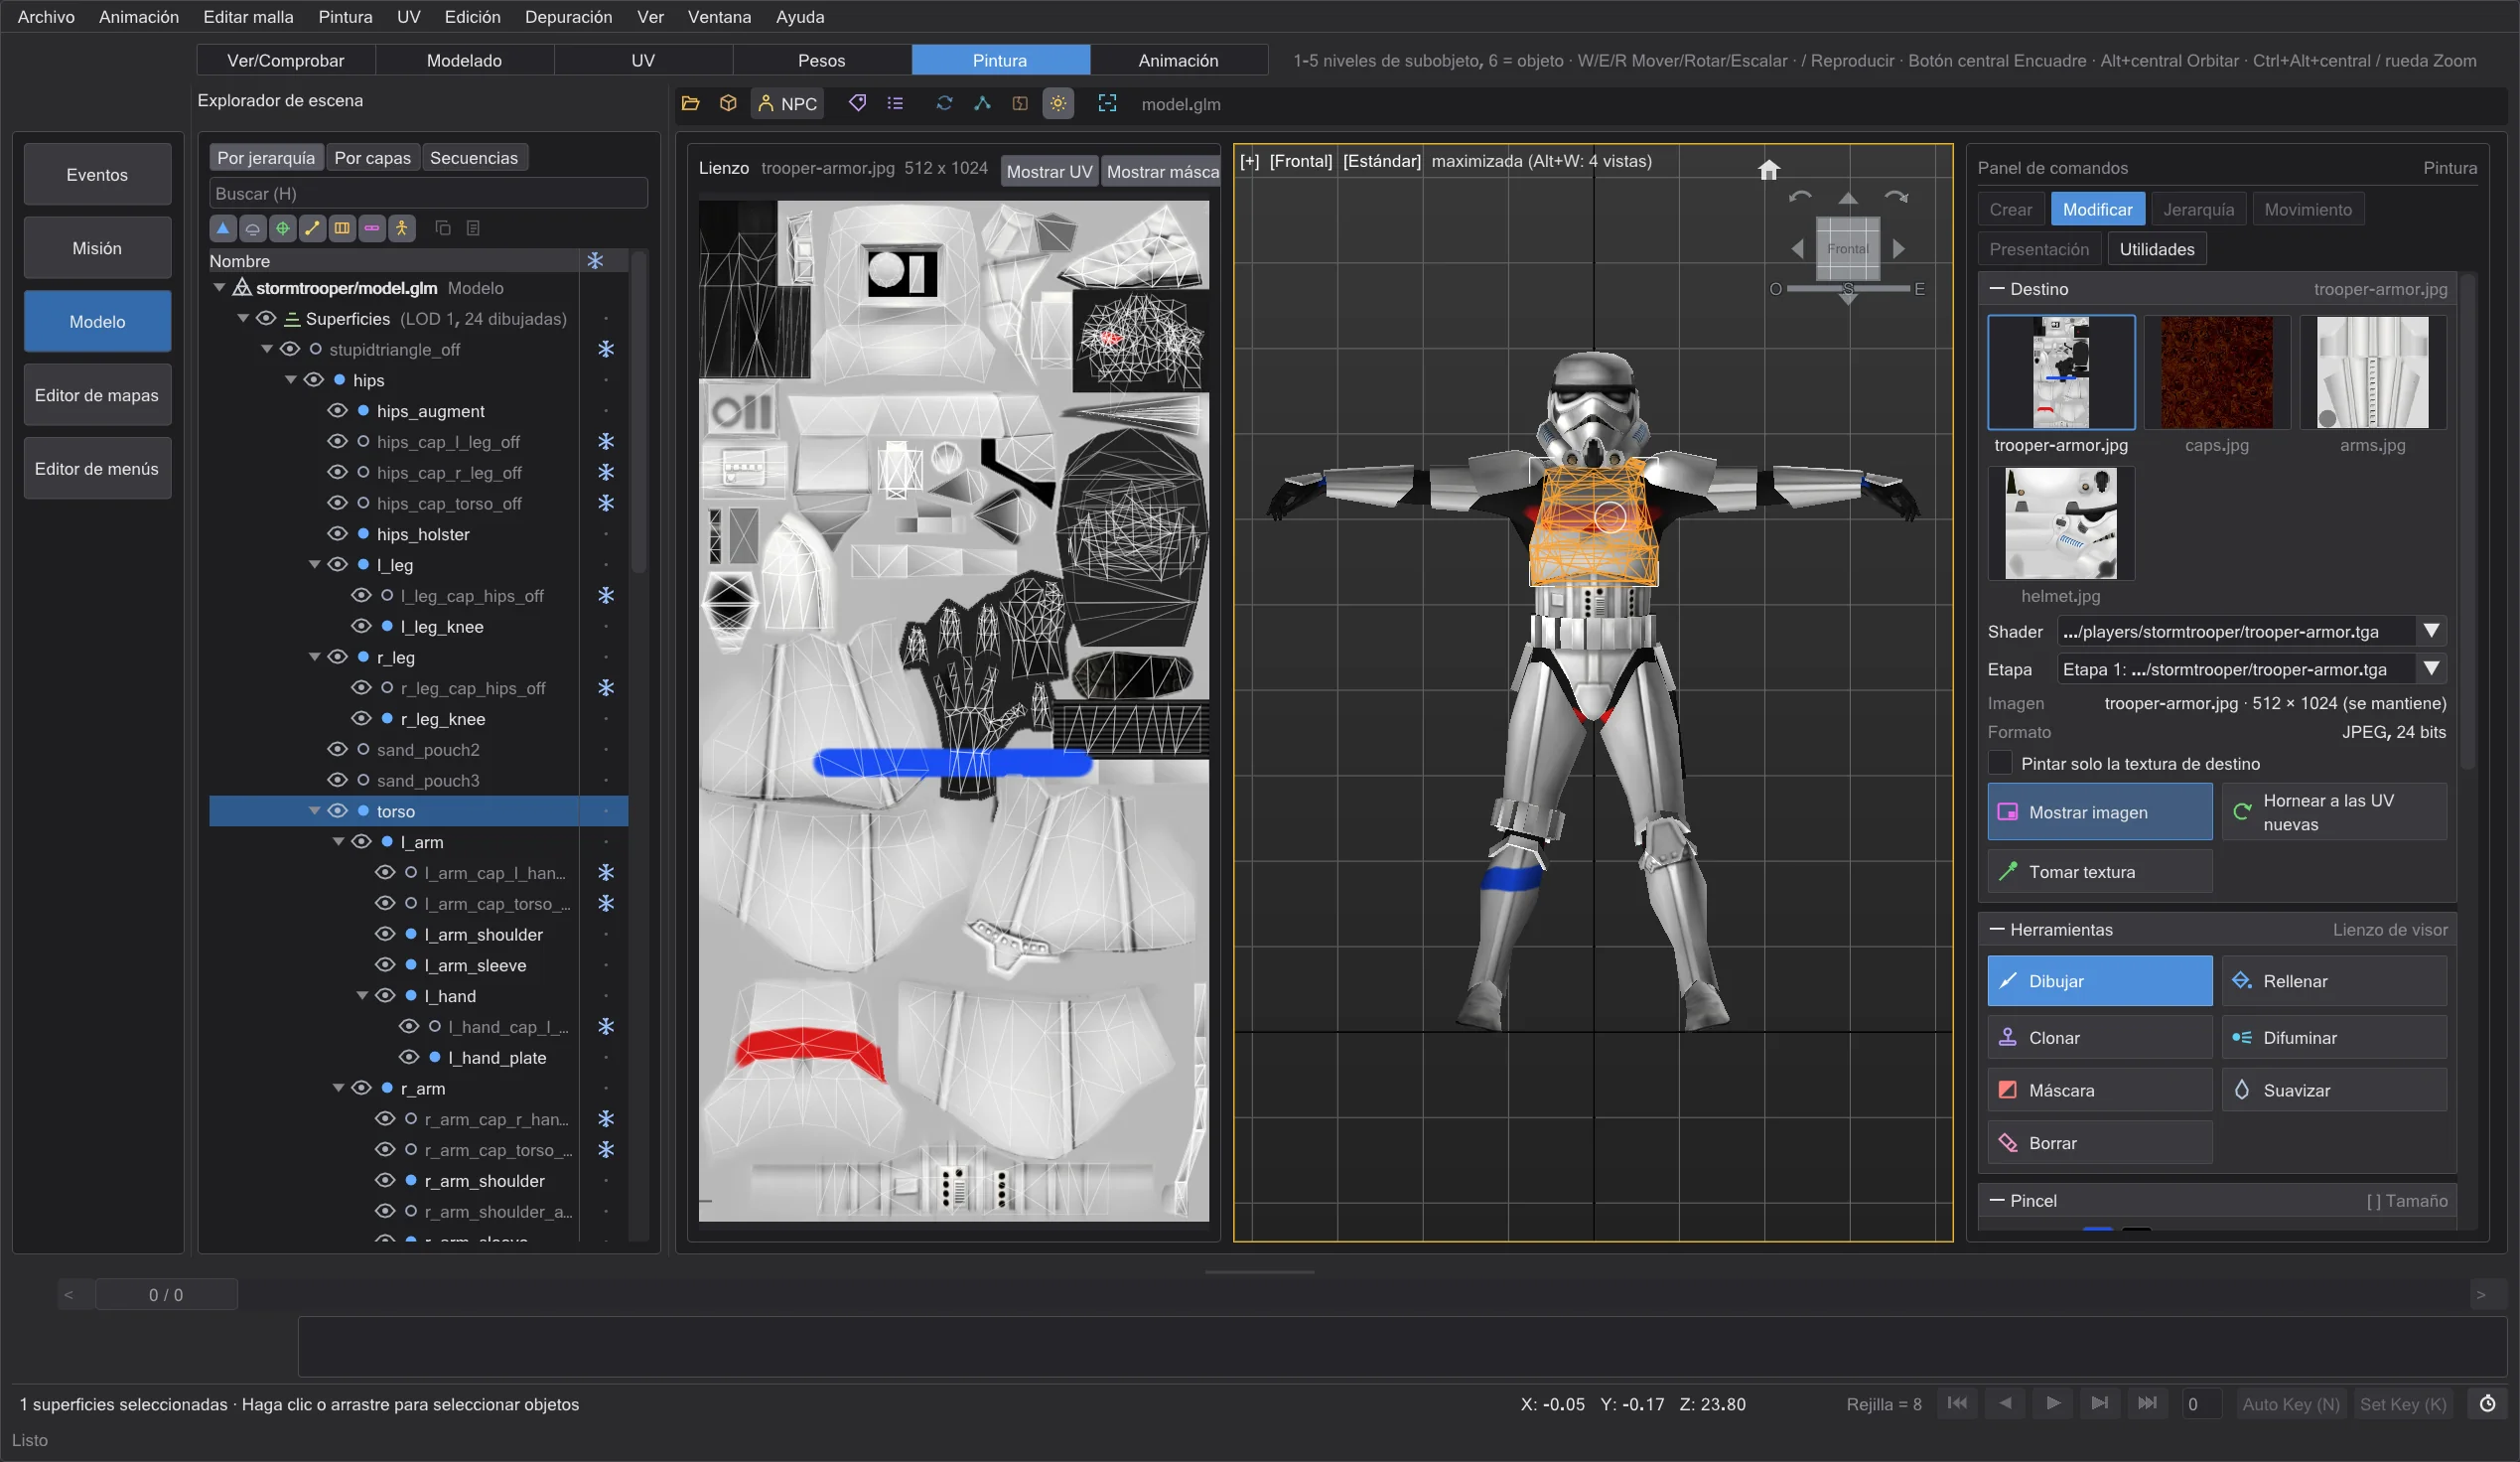 Archivo Animación Editar malla Pintura UV Edición Depuración Ver Ventana Ayuda
Ver/Comprobar Modelado UV Pesos Pintura Animación 1-5 niveles de subobjeto, 6 = objeto · W/E/R Mover/Rotar/Escalar · / Reproducir · Botón central Encuadre · Alt+central Orbitar · Ctrl+Alt+central / rueda Zoom
Explorador de escena
NPC model.glm
Eventos
Misión
Modelo
Editor de mapas
Editor de menús
Por jerarquía Por capas Secuencias
Buscar (H)
Nombre
stormtrooper/model.glm Modelo
Superficies (LOD 1, 24 dibujadas)
stupidtriangle_off
hips
hips_augment
hips_cap_l_leg_off
hips_cap_r_leg_off
hips_cap_torso_off
hips_holster
l_leg
l_leg_cap_hips_off
l_leg_knee
r_leg
r_leg_cap_hips_off
r_leg_knee
sand_pouch2
sand_pouch3
torso
l_arm
l_arm_cap_l_han...
l_arm_cap_torso_...
l_arm_shoulder
l_arm_sleeve
l_hand
l_hand_cap_l_...
l_hand_plate
r_arm
r_arm_cap_r_han...
r_arm_cap_torso_...
r_arm_shoulder
r_arm_shoulder_a...
r_arm_sleeve
Lienzo trooper-armor.jpg 512 x 1024 Mostrar UV Mostrar másca
[+] [Frontal] [Estándar] maximizada (Alt+W: 4 vistas)
Frontal
O S E
Panel de comandos Pintura
Crear Modificar Jerarquía Movimiento
Presentación Utilidades
Destino trooper-armor.jpg
trooper-armor.jpg caps.jpg arms.jpg
helmet.jpg
Shader .../players/stormtrooper/trooper-armor.tga
Etapa Etapa 1: .../stormtrooper/trooper-armor.tga
Imagen trooper-armor.jpg · 512 × 1024 (se mantiene)
Formato JPEG, 24 bits
Pintar solo la textura de destino
Mostrar imagen Hornear a las UV
nuevas
Tomar textura
Herramientas Lienzo de visor
Dibujar Rellenar
Clonar Difuminar
Máscara Suavizar
Borrar
Pincel [ ] Tamaño
< 0 / 0 >
1 superficies seleccionadas · Haga clic o arrastre para seleccionar objetos X: -0.05 Y: -0.17 Z: 23.80 Rejilla = 8 0 Auto Key (N) Set Key (K)
Listo